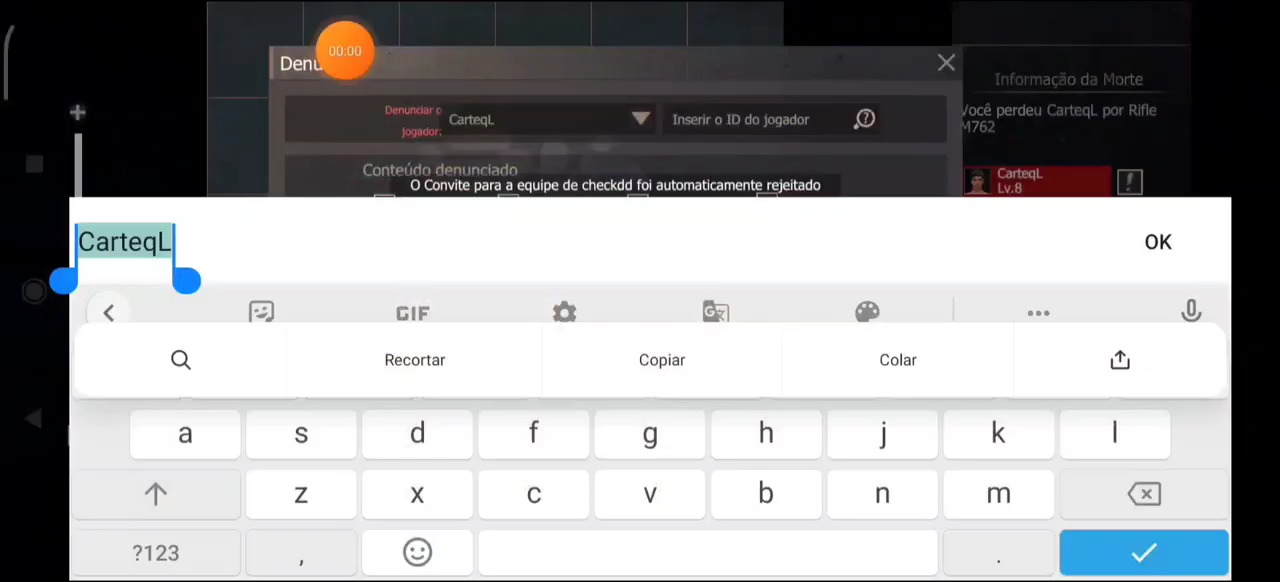 00:00
Denu
Denunciar o
jogador:
CarteqL
Inserir o ID do jogador
Informação da Morte
Você perdeu CarteqL por Rifle
M762
Conteúdo denunciado
O Convite para a equipe de checkdd foi automaticamente rejeitado
CarteqL
Lv.8
CarteqL
OK
GIF
Recortar
Copiar
Colar
a s d f g h j k l
z x c v b n m
?123 , .